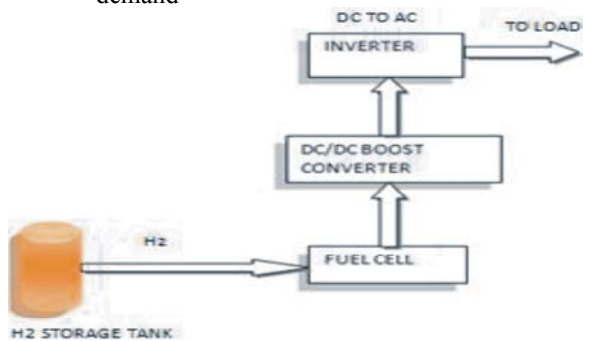 demand
DC TO AC
TO LOAD
INVERTER
DC/DC BOOST
CONVERTER
H2
FUEL CELL
H2 STORAGE TANK